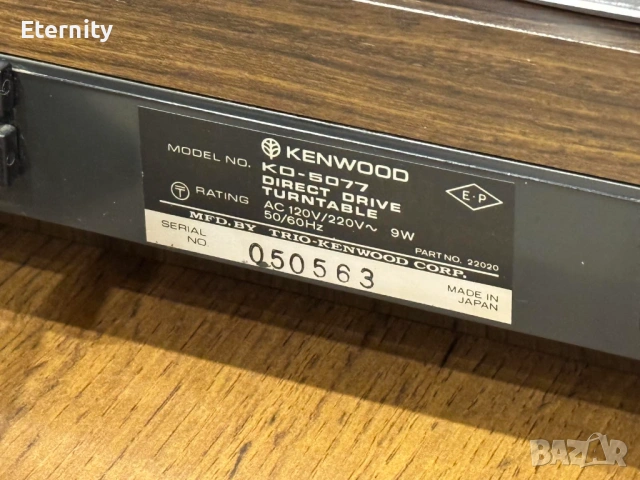 Eternity
KENWOOD
MODEL NO. KD-5077
DIRECT DRIVE
TURNTABLE
E·P
T RATING AC 120V/220V~ 9W
50/60Hz
PART NO. 22020
MFD. BY TRIO-KENWOOD CORP.
SERIAL
NO.
050563
MADE IN
JAPAN
BAZAR